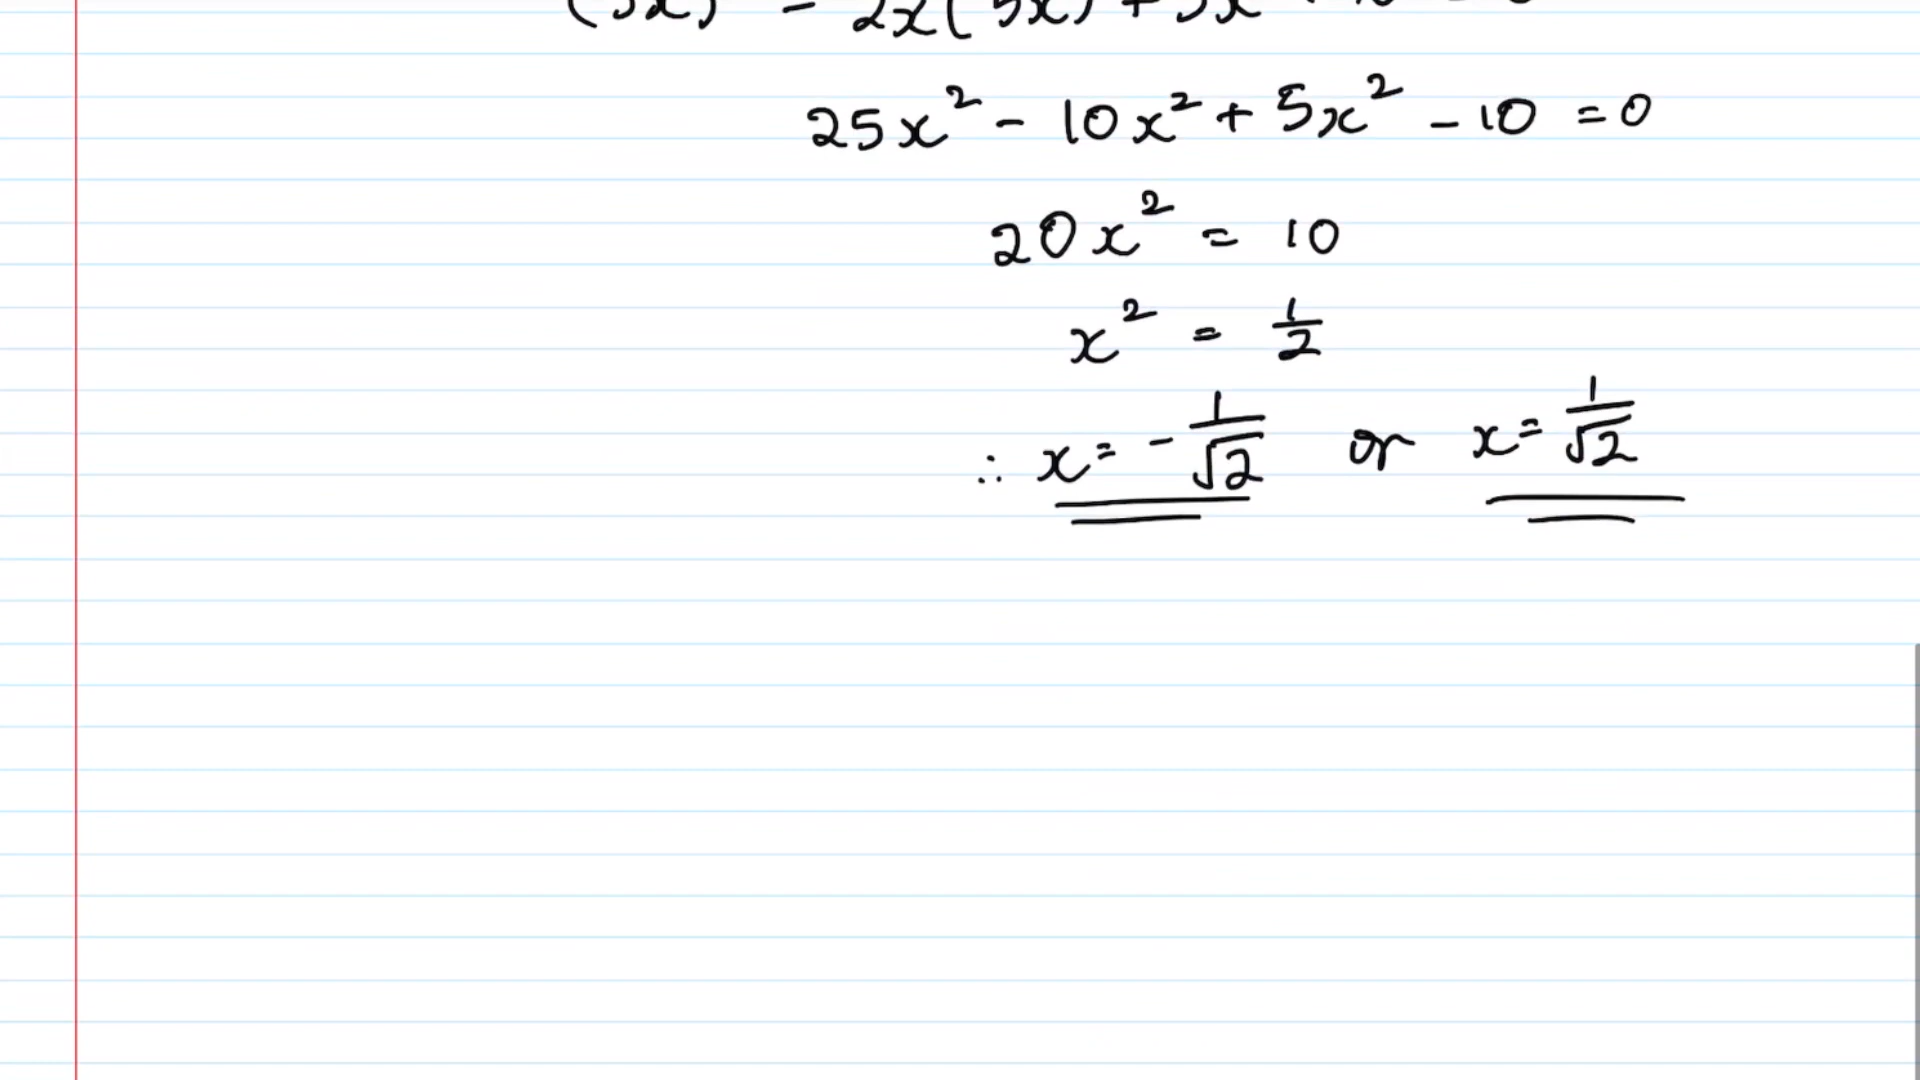 25x² - 10x² + 5x² - 10 = 0
20x² = 10
x² = 1/2
∴ x = - 1/√2 or x = 1/√2